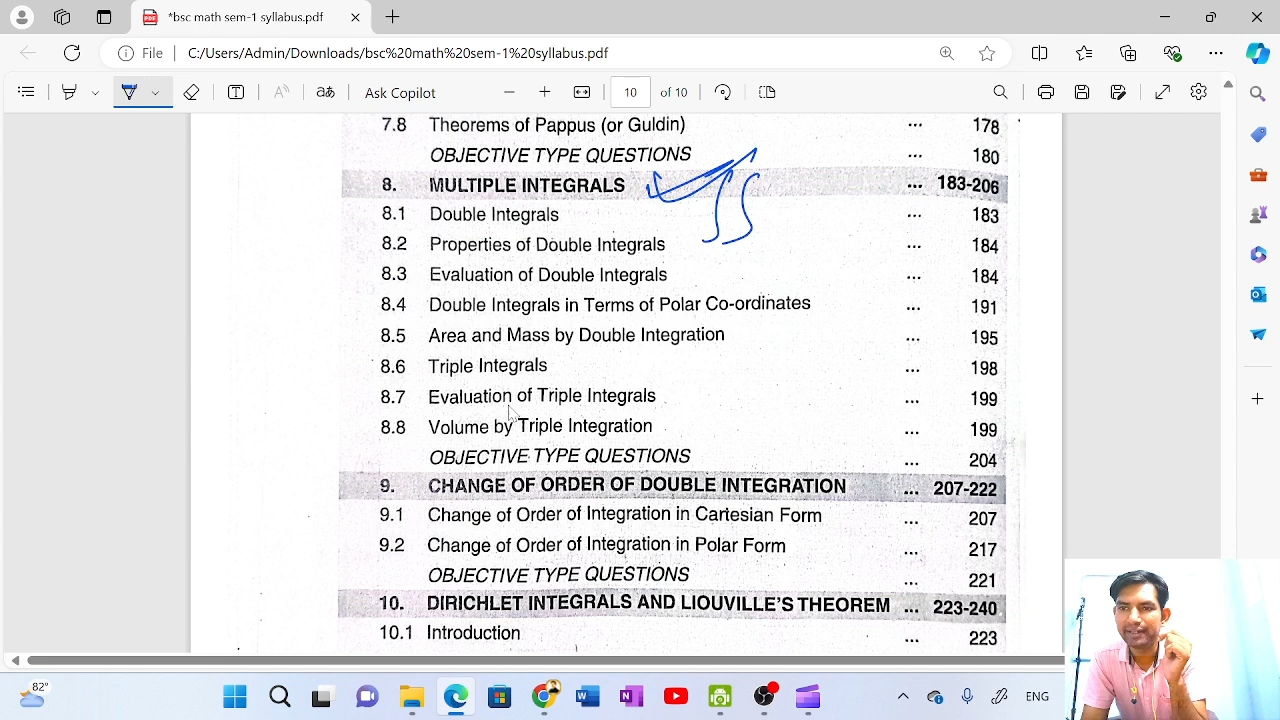 *bsc math sem-1 syllabus.pdf
File
C:/Users/Admin/Downloads/bsc%20math%20sem-1%20syllabus.pdf
Ask Copilot
10 of 10
7.8 Theorems of Pappus (or Guldin) ... 178
OBJECTIVE TYPE QUESTIONS ... 180
8. MULTIPLE INTEGRALS ... 183-206
8.1 Double Integrals ... 183
8.2 Properties of Double Integrals ... 184
8.3 Evaluation of Double Integrals ... 184
8.4 Double Integrals in Terms of Polar Co-ordinates ... 191
8.5 Area and Mass by Double Integration ... 195
8.6 Triple Integrals ... 198
8.7 Evaluation of Triple Integrals ... 199
8.8 Volume by Triple Integration ... 199
OBJECTIVE TYPE QUESTIONS ... 204
9. CHANGE OF ORDER OF DOUBLE INTEGRATION ... 207-222
9.1 Change of Order of Integration in Cartesian Form ... 207
9.2 Change of Order of Integration in Polar Form ... 217
OBJECTIVE TYPE QUESTIONS ... 221
10. DIRICHLET INTEGRALS AND LIOUVILLE'S THEOREM ... 223-240
10.1 Introduction ... 223
82°
ENG